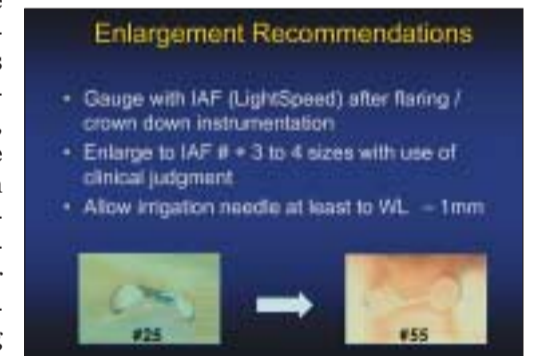 Enlargement Recommendations
• Gauge with IAF (LightSpeed) after flaring /
crown down instrumentation
• Enlarge to IAF # + 3 to 4 sizes with use of
clinical judgment
• Allow irrigation needle at least to WL – 1mm
#25
#55